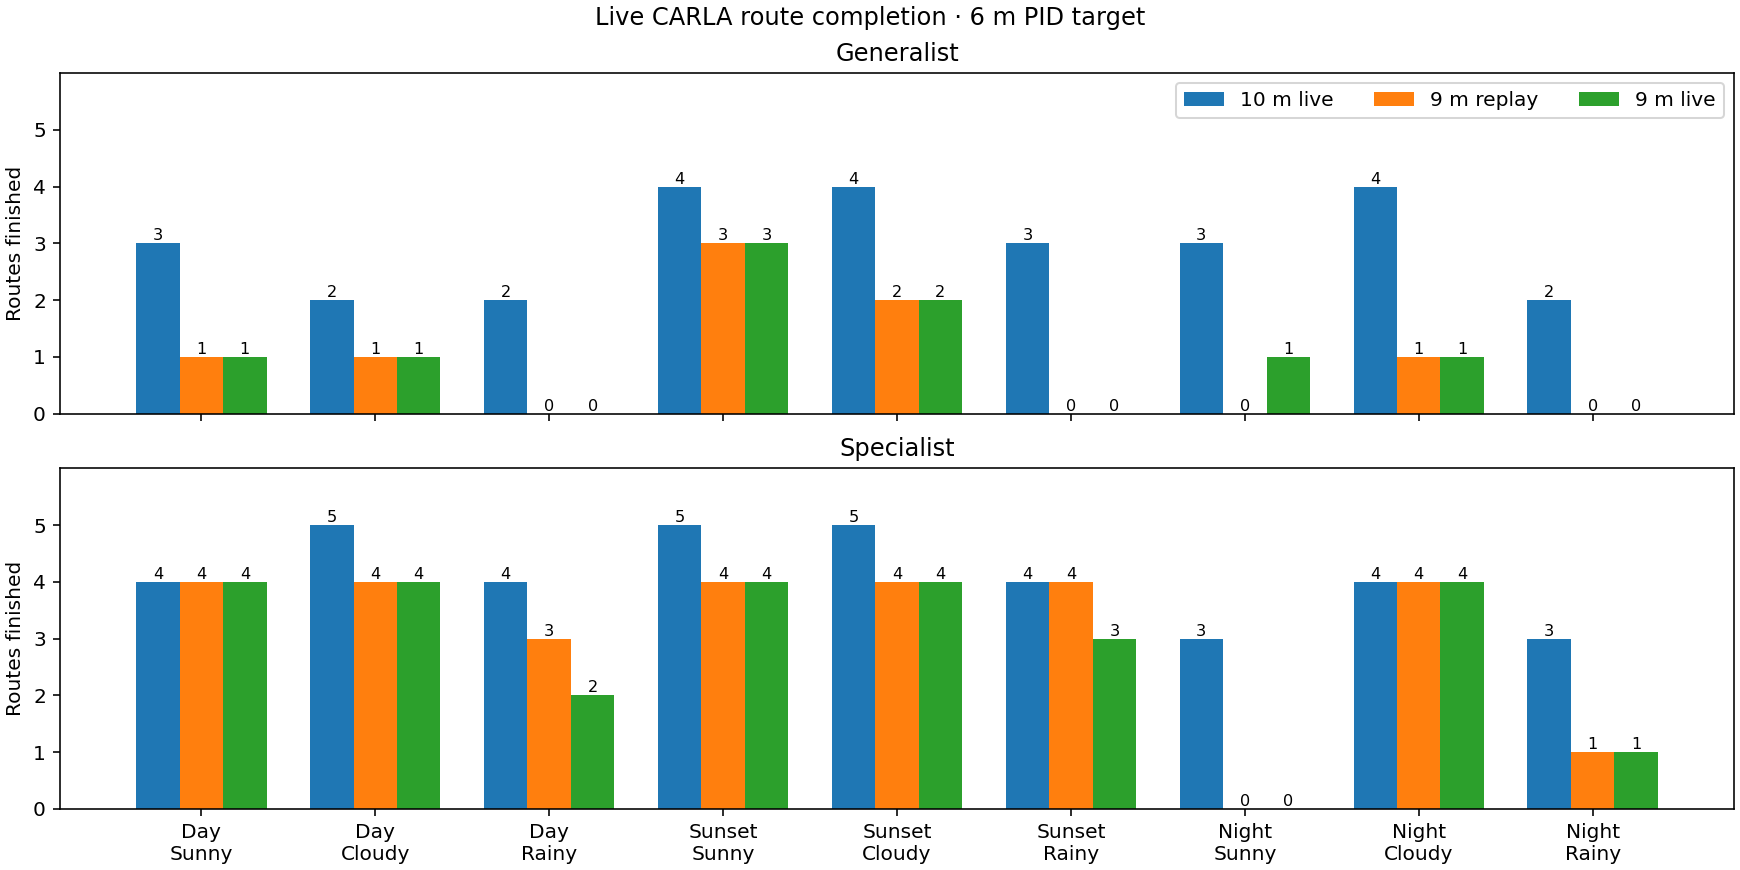 Live CARLA route completion · 6 m PID target
Generalist
10 m live 9 m replay 9 m live
Routes finished
5
4
3
2
1
0
3 1 1 2 1 1 2 0 0 4 3 3 4 2 2 3 0 0 3 0 1 4 1 1 2 0 0
Specialist
Routes finished
5
4
3
2
1
0
4 4 4 5 4 4 4 3 2 5 4 4 5 4 4 4 4 3 3 0 0 4 4 4 3 1 1
Day Day Day Sunset Sunset Sunset Night Night Night
Sunny Cloudy Rainy Sunny Cloudy Rainy Sunny Cloudy Rainy